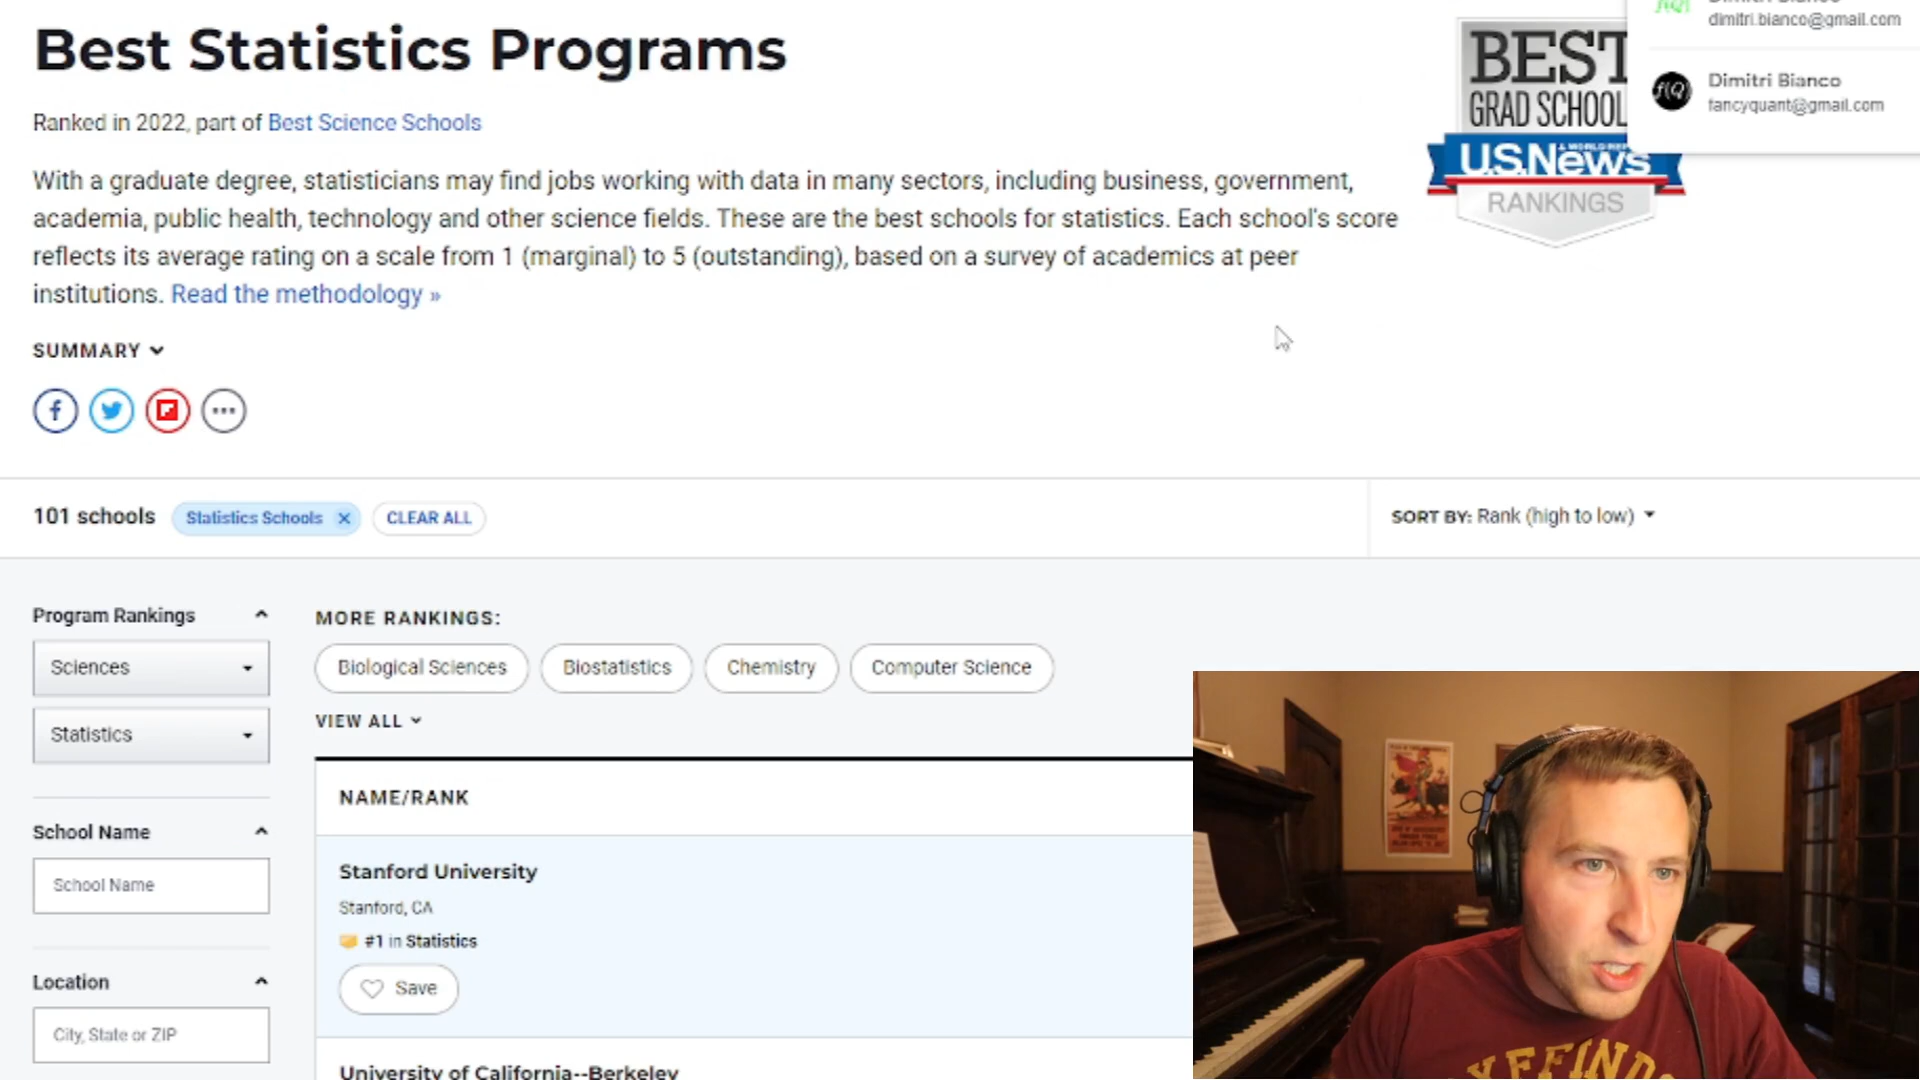 Best Statistics Programs
dimitri.bianco@gmail.com
Dimitri Bianco
fancyquant@gmail.com
f(Q)
BEST
GRAD SCHOOL
U.S.News
RANKINGS
Ranked in 2022, part of Best Science Schools
With a graduate degree, statisticians may find jobs working with data in many sectors, including business, government,
academia, public health, technology and other science fields. These are the best schools for statistics. Each school's score
reflects its average rating on a scale from 1 (marginal) to 5 (outstanding), based on a survey of academics at peer
institutions. Read the methodology »
SUMMARY
101 schools
Statistics Schools
CLEAR ALL
SORT BY: Rank (high to low)
Program Rankings
Sciences
Statistics
School Name
School Name
Location
City, State or ZIP
MORE RANKINGS:
Biological Sciences
Biostatistics
Chemistry
Computer Science
VIEW ALL
NAME/RANK
Stanford University
Stanford, CA
#1 in Statistics
Save
University of California--Berkeley